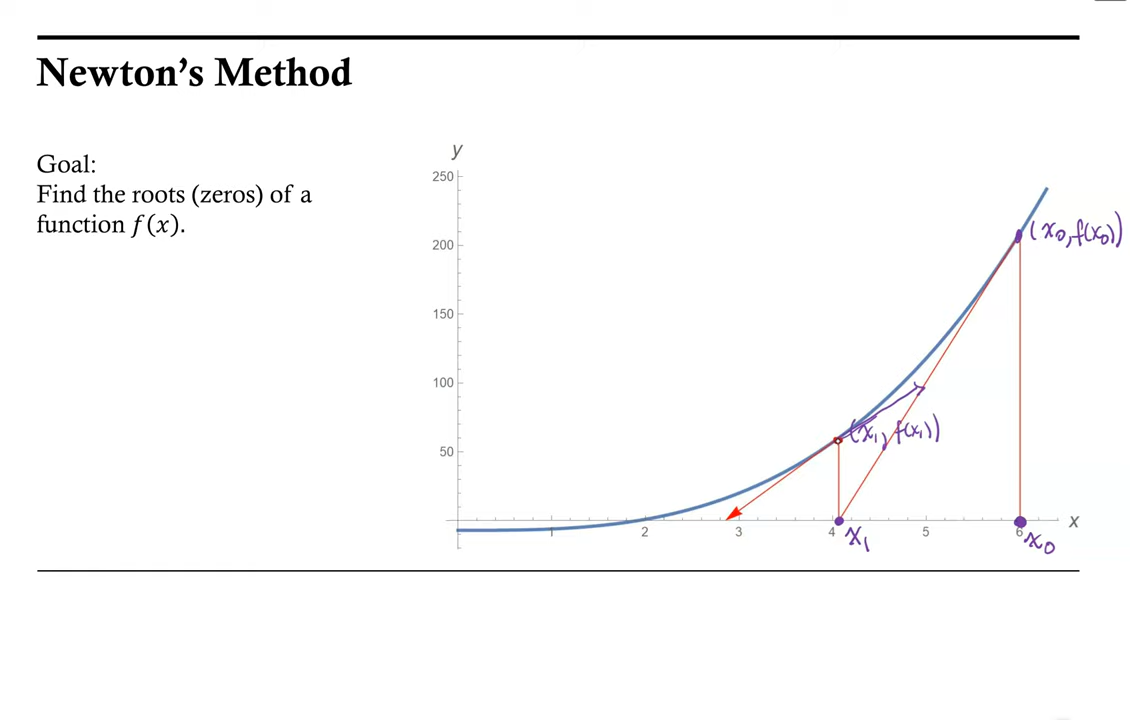 Newton's Method
Goal:
Find the roots (zeros) of a
function f(x).
y
250
200
150
100
50
(x₀, f(x₀))
(x₁, f(x₁))
1
2
3
4
5
6
x
x₁
x₀